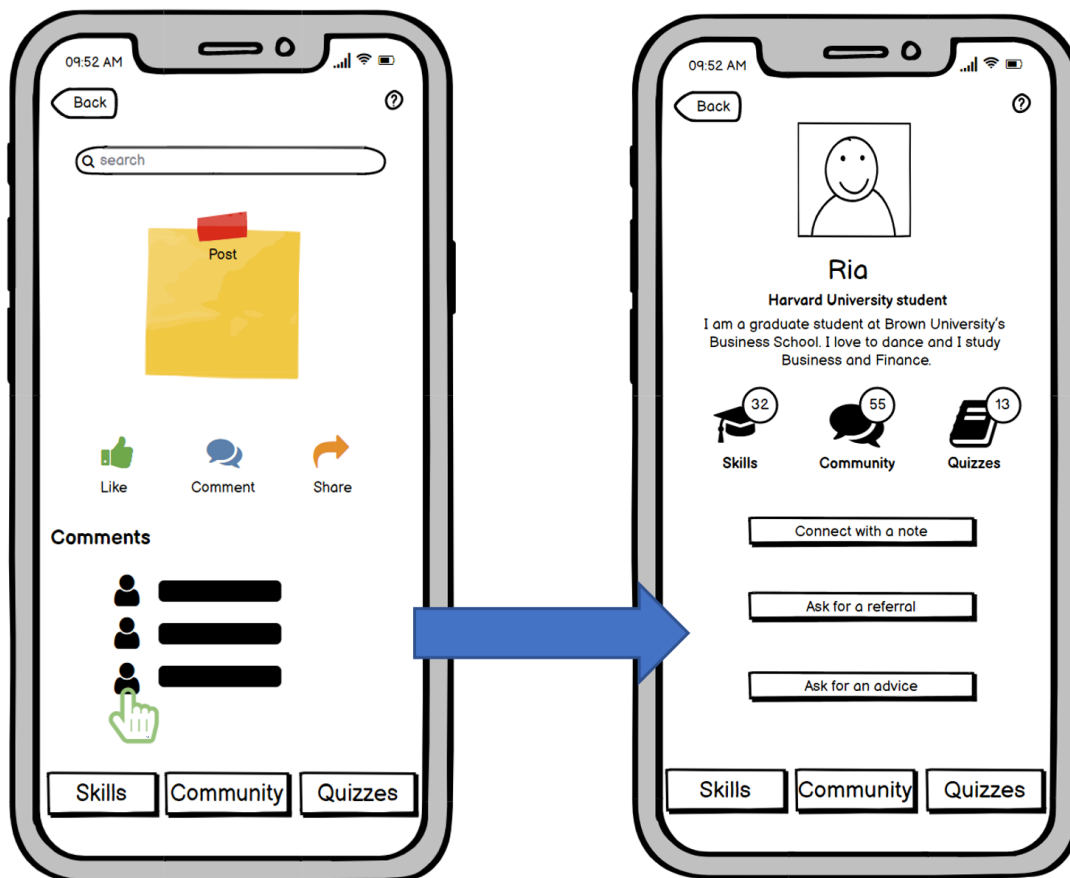 09:52 AM
Back
?
search
Post
Like
Comment
Share
Comments
Skills
Community
Quizzes
09:52 AM
Back
?
Ria
Harvard University student
I am a graduate student at Brown University's
Business School. I love to dance and I study
Business and Finance.
32
55
13
Skills
Community
Quizzes
Connect with a note
Ask for a referral
Ask for an advice
Skills
Community
Quizzes